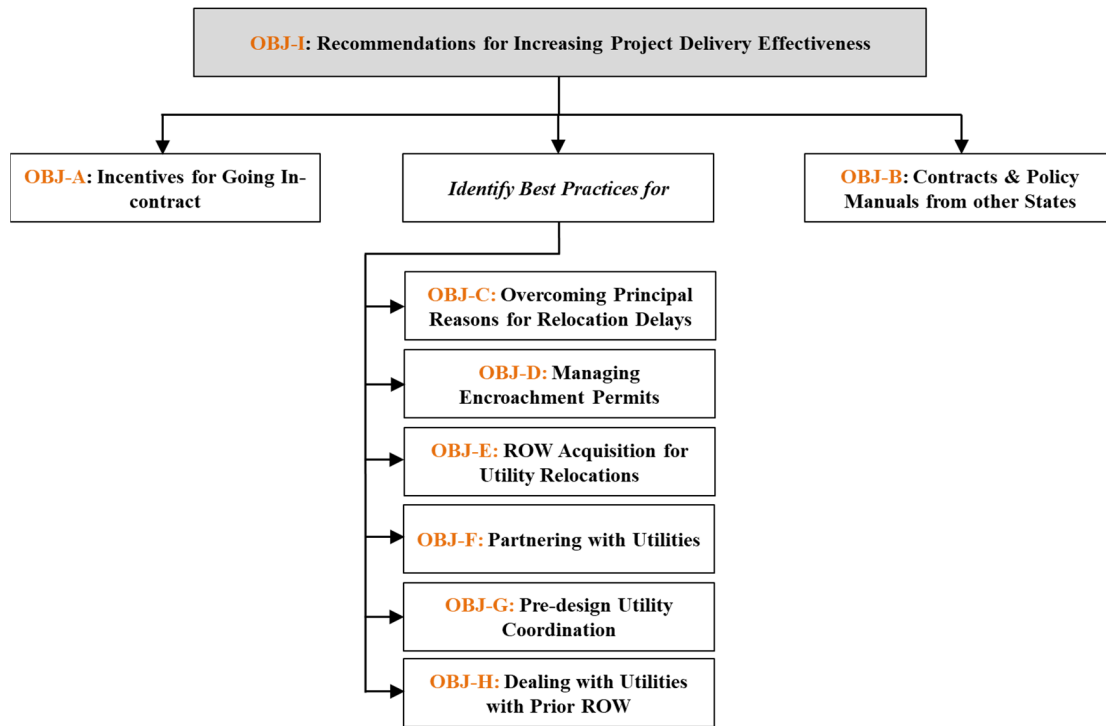 OBJ-I: Recommendations for Increasing Project Delivery Effectiveness
OBJ-A: Incentives for Going In-
contract
Identify Best Practices for
OBJ-B: Contracts & Policy
Manuals from other States
OBJ-C: Overcoming Principal
Reasons for Relocation Delays
OBJ-D: Managing
Encroachment Permits
OBJ-E: ROW Acquisition for
Utility Relocations
OBJ-F: Partnering with Utilities
OBJ-G: Pre-design Utility
Coordination
OBJ-H: Dealing with Utilities
with Prior ROW